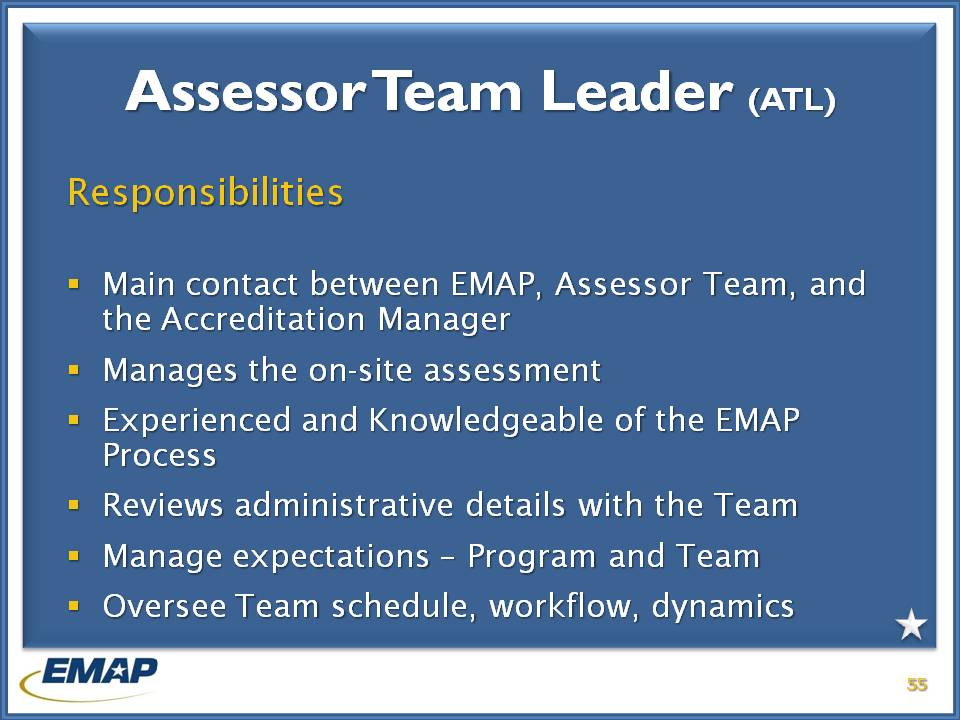 Assessor Team Leader (ATL)
Responsibilities
▪ Main contact between EMAP, Assessor Team, and
the Accreditation Manager
▪ Manages the on-site assessment
▪ Experienced and Knowledgeable of the EMAP
Process
▪ Reviews administrative details with the Team
▪ Manage expectations – Program and Team
▪ Oversee Team schedule, workflow, dynamics
EMAP
55